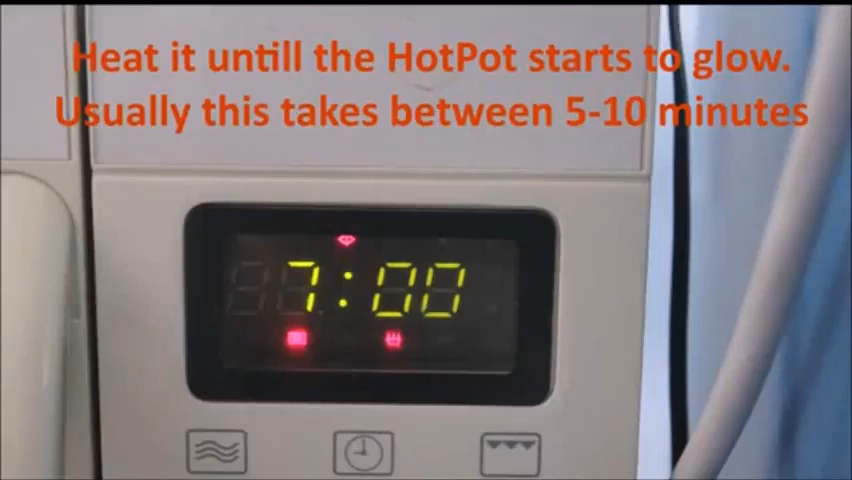 Heat it untill the HotPot starts to glow.
Usually this takes between 5-10 minutes
7:00